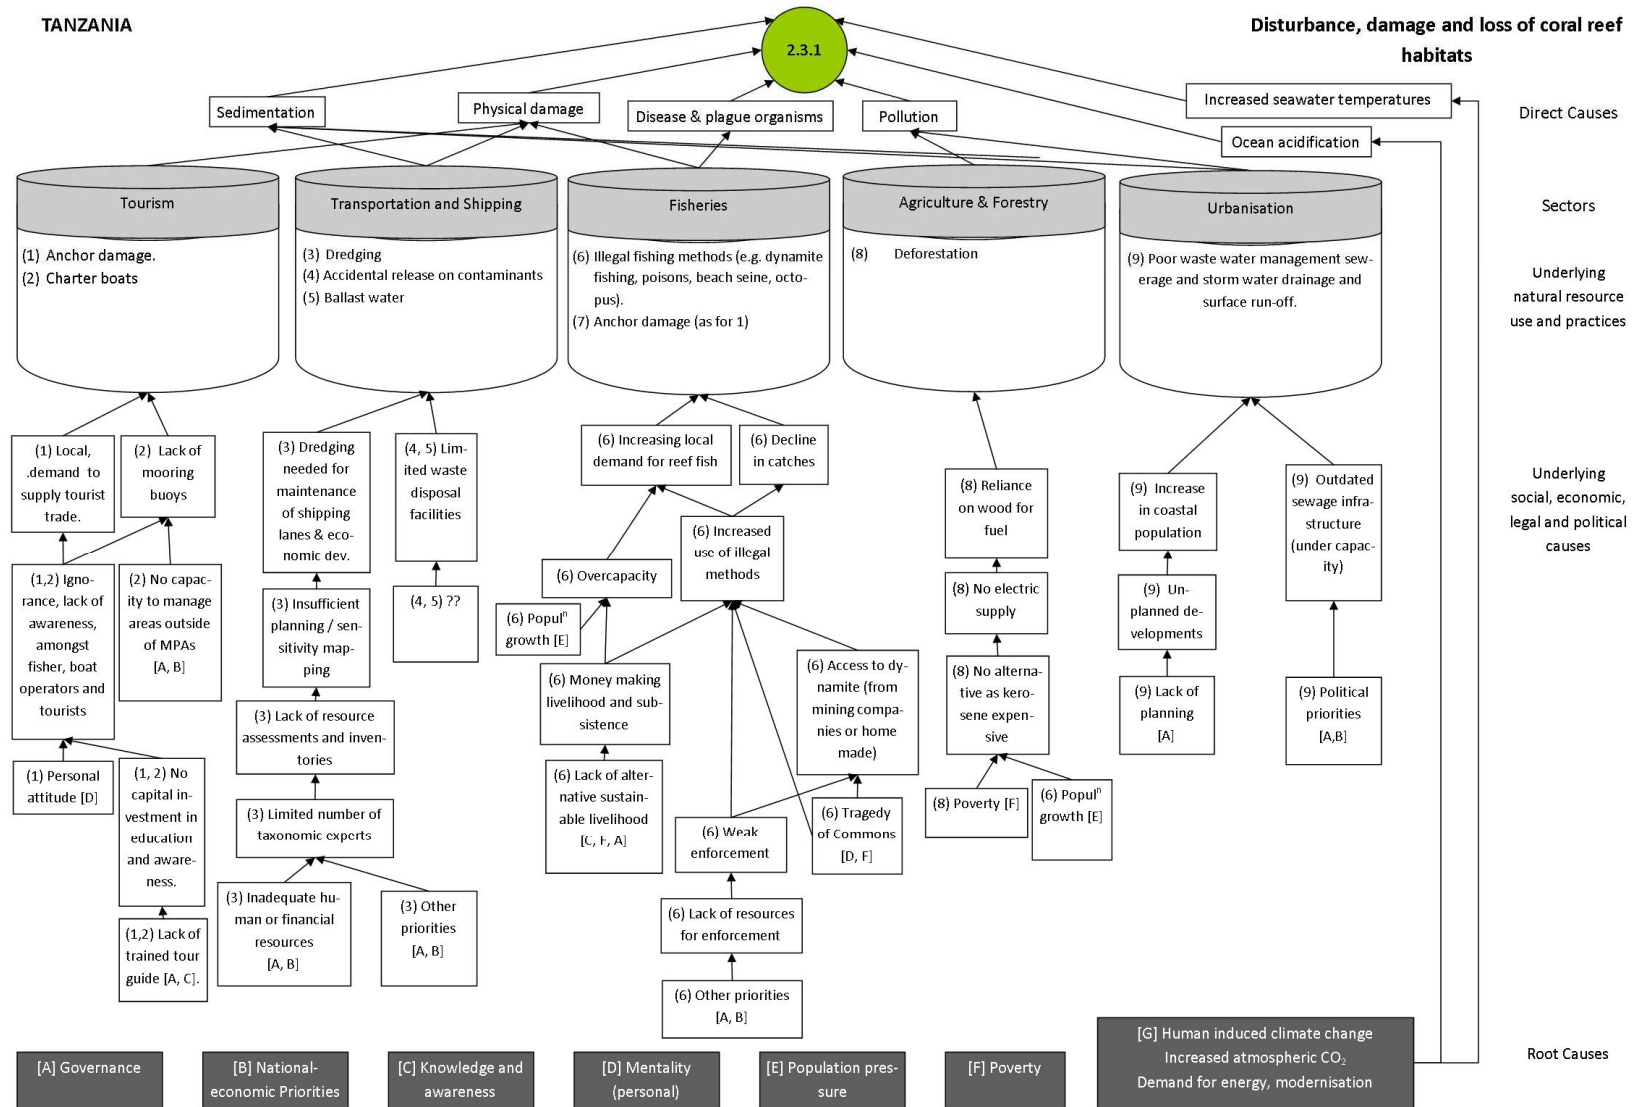 TANZANIA
2.3.1
Disturbance, damage and loss of coral reef
habitats
Sedimentation
Physical damage
Disease & plague organisms
Pollution
Increased seawater temperatures
Ocean acidification
Direct Causes
Tourism
Transportation and Shipping
Fisheries
Agriculture & Forestry
Urbanisation
Sectors
(1) Anchor damage.
(2) Charter boats
(3) Dredging
(4) Accidental release on contaminants
(5) Ballast water
(6) Illegal fishing methods (e.g. dynamite
fishing, poisons, beach seine, octo-
pus).
(7) Anchor damage (as for 1)
(8) Deforestation
(9) Poor waste water management sew-
erage and storm water drainage and
surface run-off.
Underlying
natural resource
use and practices
(1) Local,
.demand to
supply tourist
trade.
(2) Lack of
mooring
buoys
(1,2) Igno-
rance, lack of
awareness,
amongst
fisher, boat
operators and
tourists
(2) No capac-
ity to manage
areas outside
of MPAs
[A, B]
(1) Personal
attitude [D]
(1, 2) No
capital in-
vestment in
education
and aware-
ness.
(1,2) Lack of
trained tour
guide [A, C].
(3) Dredging
needed for
maintenance
of shipping
lanes & eco-
nomic dev.
(4, 5) Lim-
ited waste
disposal
facilities
(3) Insufficient
planning / sen-
sitivity map-
ping
(4, 5) ??
(3) Lack of resource
assessments and inven-
tories
(3) Limited number of
taxonomic experts
(3) Inadequate hu-
man or financial
resources
[A, B]
(3) Other
priorities
[A, B]
(6) Increasing local
demand for reef fish
(6) Decline
in catches
(6) Increased
use of illegal
methods
(6) Overcapacity
(6) Populⁿ
growth [E]
(6) Money making
livelihood and sub-
sistence
(6) Access to dy-
namite (from
mining compa-
nies or home
made)
(6) Lack of alter-
native sustain-
able livelihood
[C, F, A]
(6) Weak
enforcement
(6) Tragedy
of Commons
[D, F]
(6) Lack of resources
for enforcement
(6) Other priorities
[A, B]
(8) Reliance
on wood for
fuel
(8) No electric
supply
(8) No alterna-
tive as kero-
sene expen-
sive
(8) Poverty [F]
(6) Populⁿ
growth [E]
(9) Increase
in coastal
population
(9) Un-
planned de-
velopments
(9) Lack of
planning
[A]
(9) Outdated
sewage infra-
structure
(under capac-
ity)
(9) Political
priorities
[A,B]
Underlying
social, economic,
legal and political
causes
[A] Governance
[B] National-
economic Priorities
[C] Knowledge and
awareness
[D] Mentality
(personal)
[E] Population pres-
sure
[F] Poverty
[G] Human induced climate change
Increased atmospheric CO₂
Demand for energy, modernisation
Root Causes